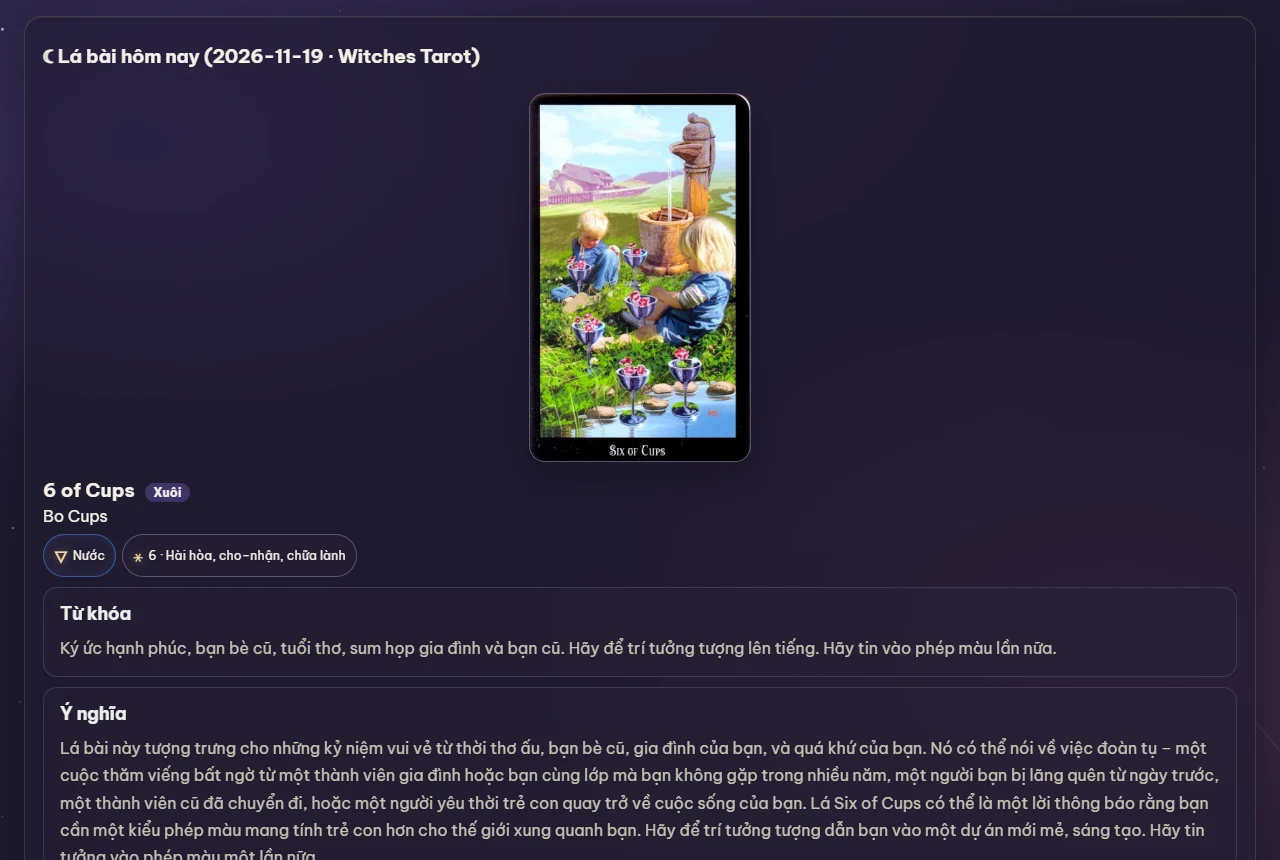 Lá bài hôm nay (2026-11-19 · Witches Tarot)
Six of Cups
6 of Cups Xuôi
Bo Cups
Nước 6 · Hài hòa, cho-nhận, chữa lành
Từ khóa
Ký ức hạnh phúc, bạn bè cũ, tuổi thơ, sum họp gia đình và bạn cũ. Hãy để trí tưởng tượng lên tiếng. Hãy tin vào phép màu lần nữa.
Ý nghĩa
Lá bài này tượng trưng cho những kỷ niệm vui vẻ từ thời thơ ấu, bạn bè cũ, gia đình của bạn, và quá khứ của bạn. Nó có thể nói về việc đoàn tụ – một
cuộc thăm viếng bất ngờ từ một thành viên gia đình hoặc bạn cùng lớp mà bạn không gặp trong nhiều năm, một người bạn bị lãng quên từ ngày trước,
một thành viên cũ đã chuyển đi, hoặc một người yêu thời trẻ con quay trở về cuộc sống của bạn. Lá Six of Cups có thể là một lời thông báo rằng bạn
cần một kiểu phép màu mang tính trẻ con hơn cho thế giới xung quanh bạn. Hãy để trí tưởng tượng dẫn bạn vào một dự án mới mẻ, sáng tạo. Hãy tin
tưởng vào phép màu một lần nữa.